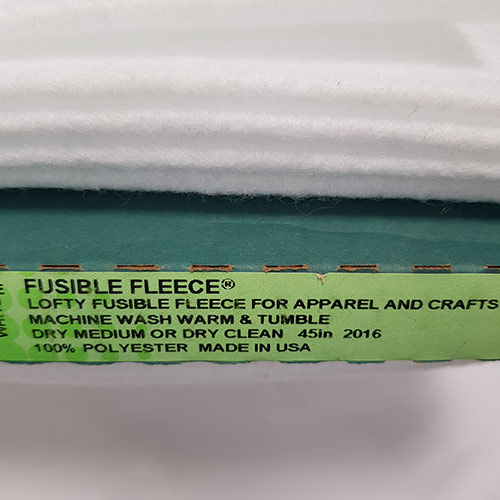 FUSIBLE FLEECE®
LOFTY FUSIBLE FLEECE FOR APPAREL AND CRAFTS
MACHINE WASH WARM & TUMBLE
DRY MEDIUM OR DRY CLEAN 45in 2016
100% POLYESTER MADE IN USA